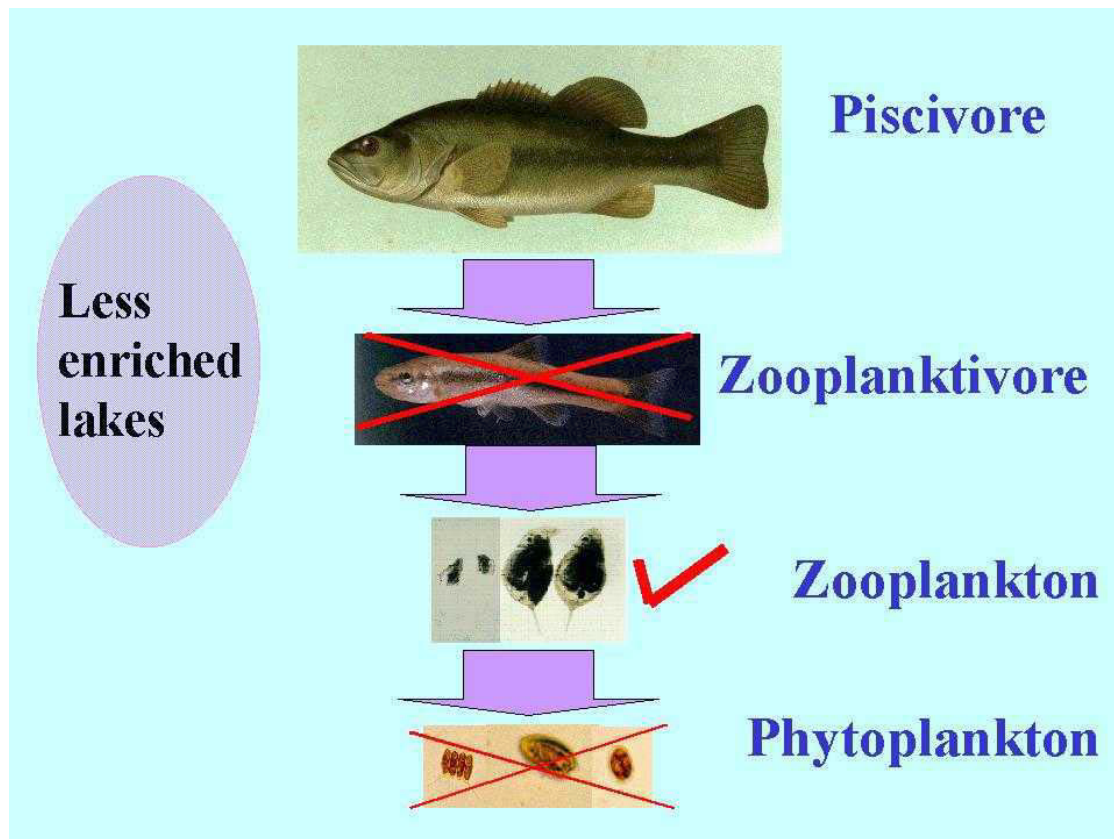 Piscivore
Less
enriched
lakes
Zooplanktivore
Zooplankton
Phytoplankton